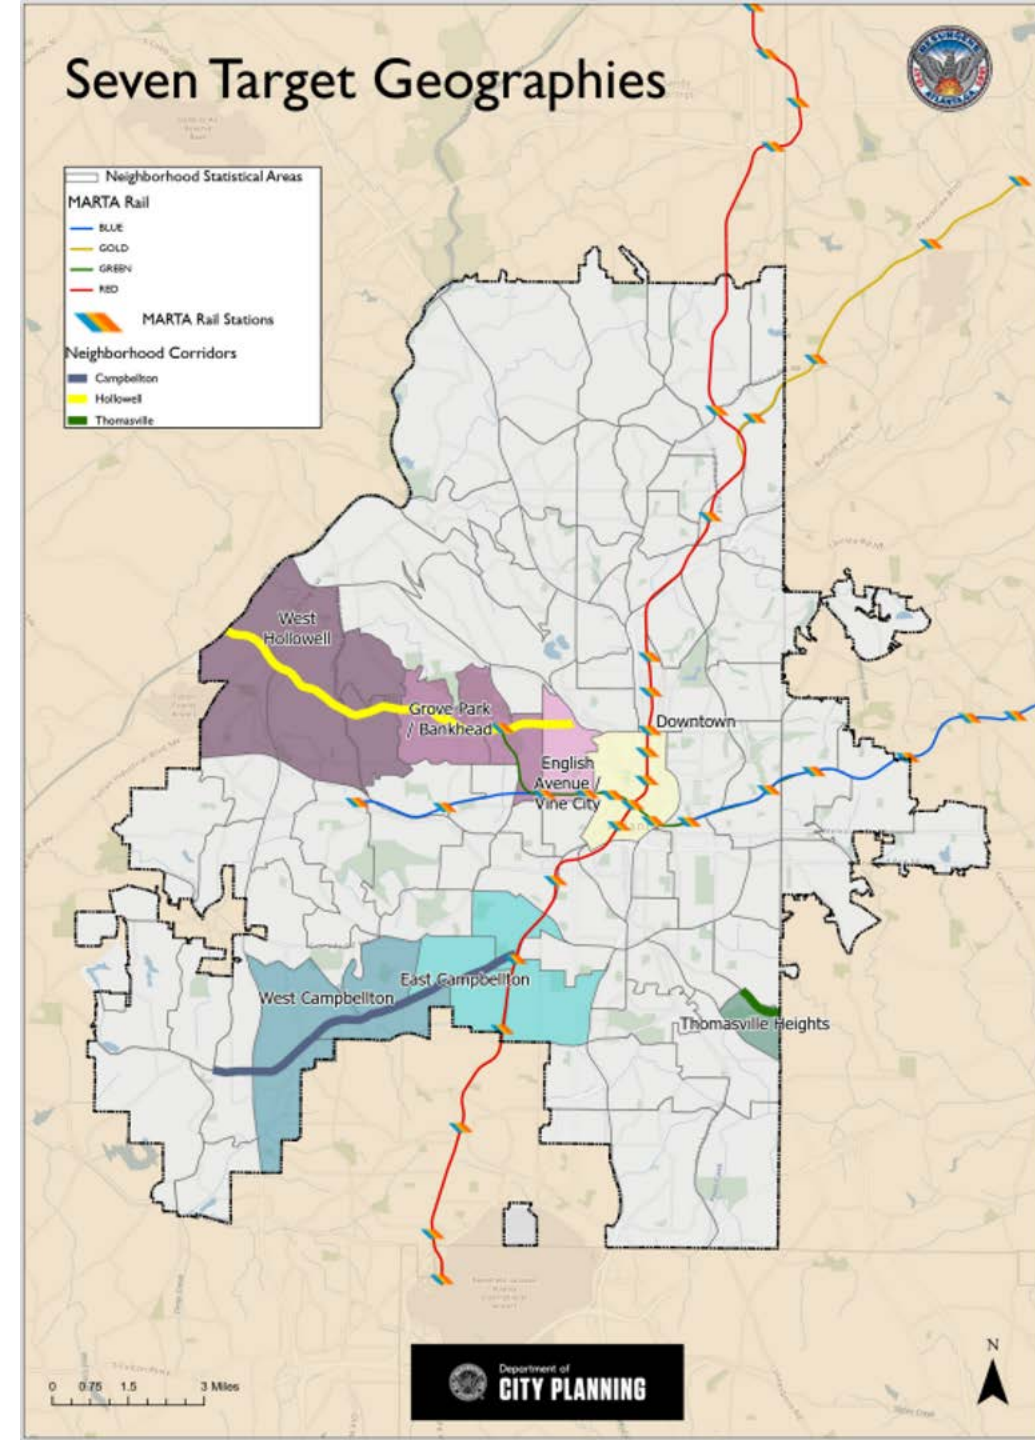 Seven Target Geographies
Neighborhood Statistical Areas
MARTA Rail
BLUE
GOLD
GREEN
RED
MARTA Rail Stations
Neighborhood Corridors
Campbellton
Hollowell
Thomasville
West
Hollowell
Grove Park
/ Bankhead
Downtown
English
Avenue /
Vine City
East Campbellton
West Campbellton
Thomasville Heights
N
Department of
CITY PLANNING
0 0.75 1.5 3 Miles